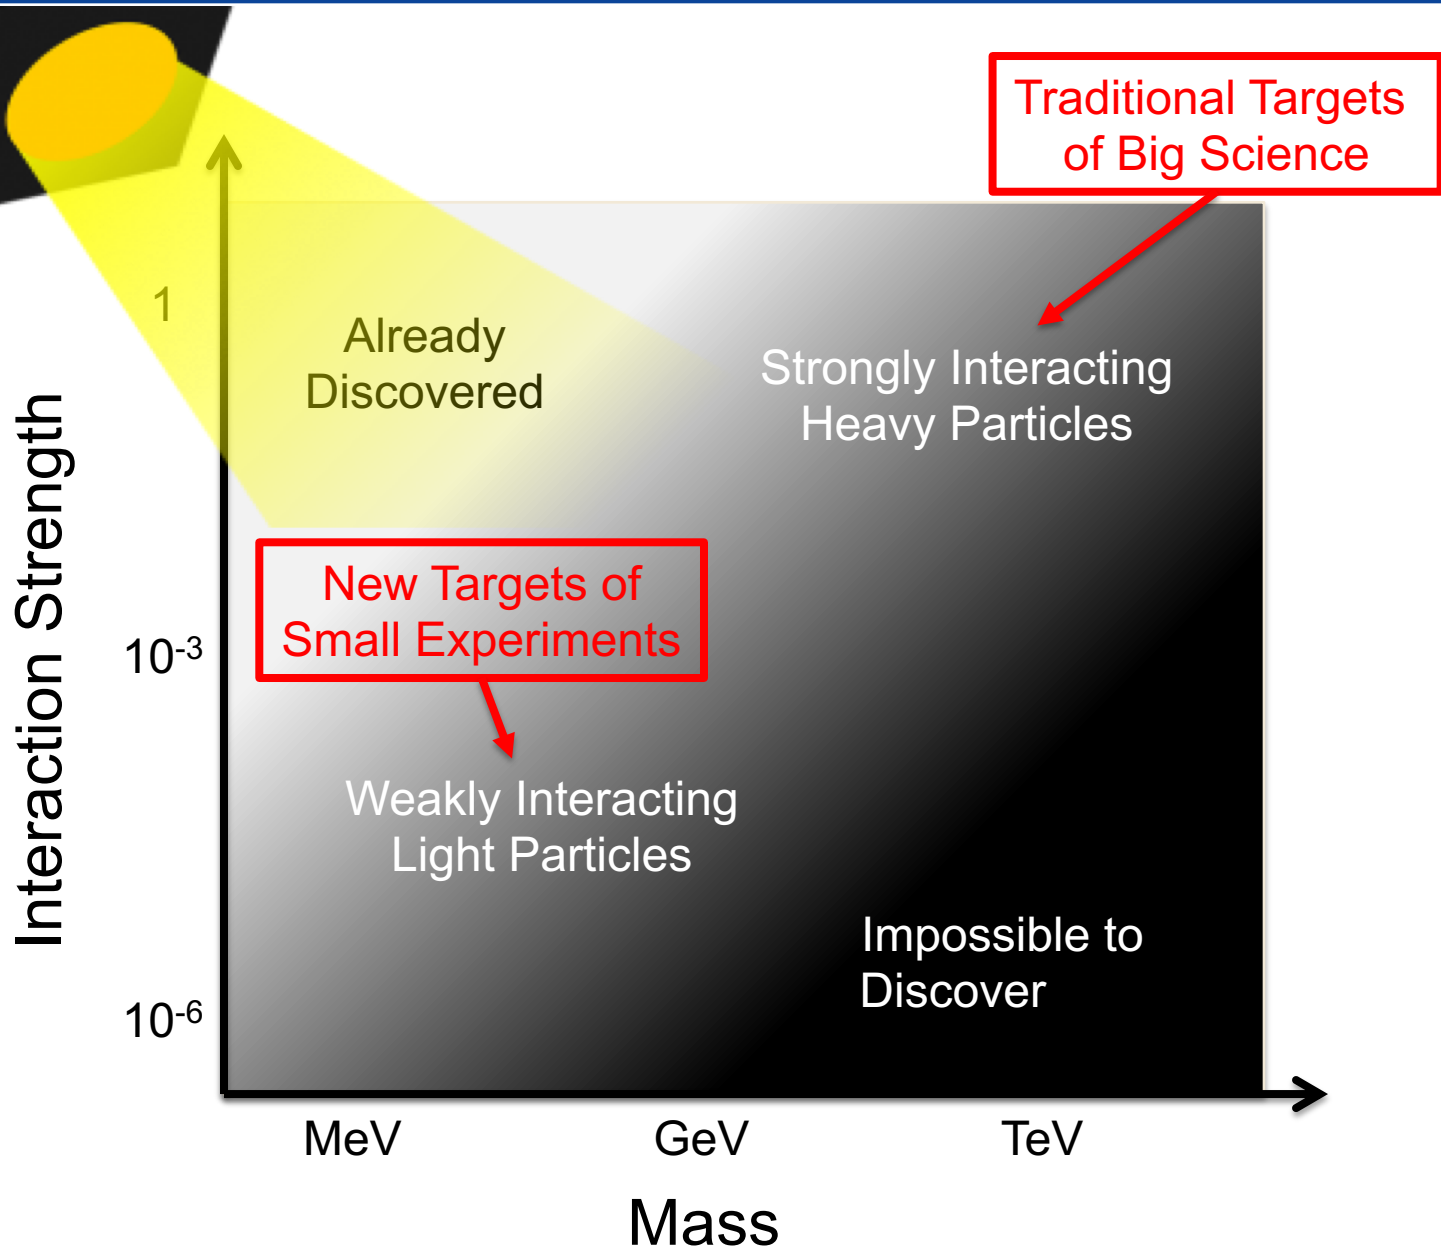 Traditional Targets
of Big Science
1
Already
Discovered
Strongly Interacting
Heavy Particles
Interaction Strength
New Targets of
Small Experiments
10⁻³
Weakly Interacting
Light Particles
Impossible to
Discover
10⁻⁶
MeV
GeV
TeV
Mass